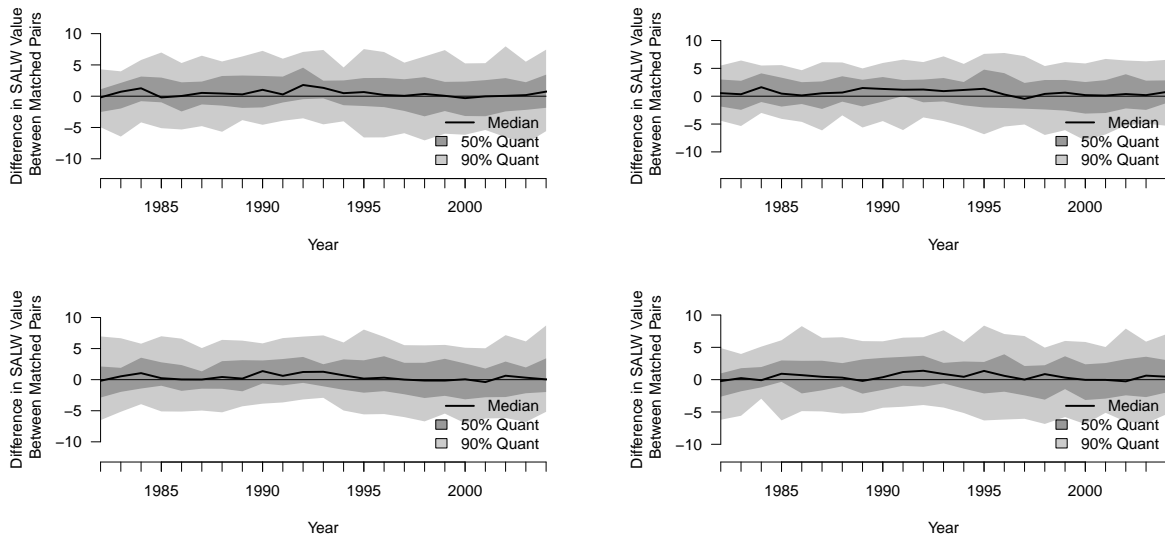 Difference in SALW Value
Between Matched Pairs
10
5
0
−5
−10
Median
50% Quant
90% Quant
1985 1990 1995 2000
Year
Difference in SALW Value
Between Matched Pairs
10
5
0
−5
−10
Median
50% Quant
90% Quant
1985 1990 1995 2000
Year
Difference in SALW Value
Between Matched Pairs
10
5
0
−5
−10
Median
50% Quant
90% Quant
1985 1990 1995 2000
Year
Difference in SALW Value
Between Matched Pairs
10
5
0
−5
−10
Median
50% Quant
90% Quant
1985 1990 1995 2000
Year